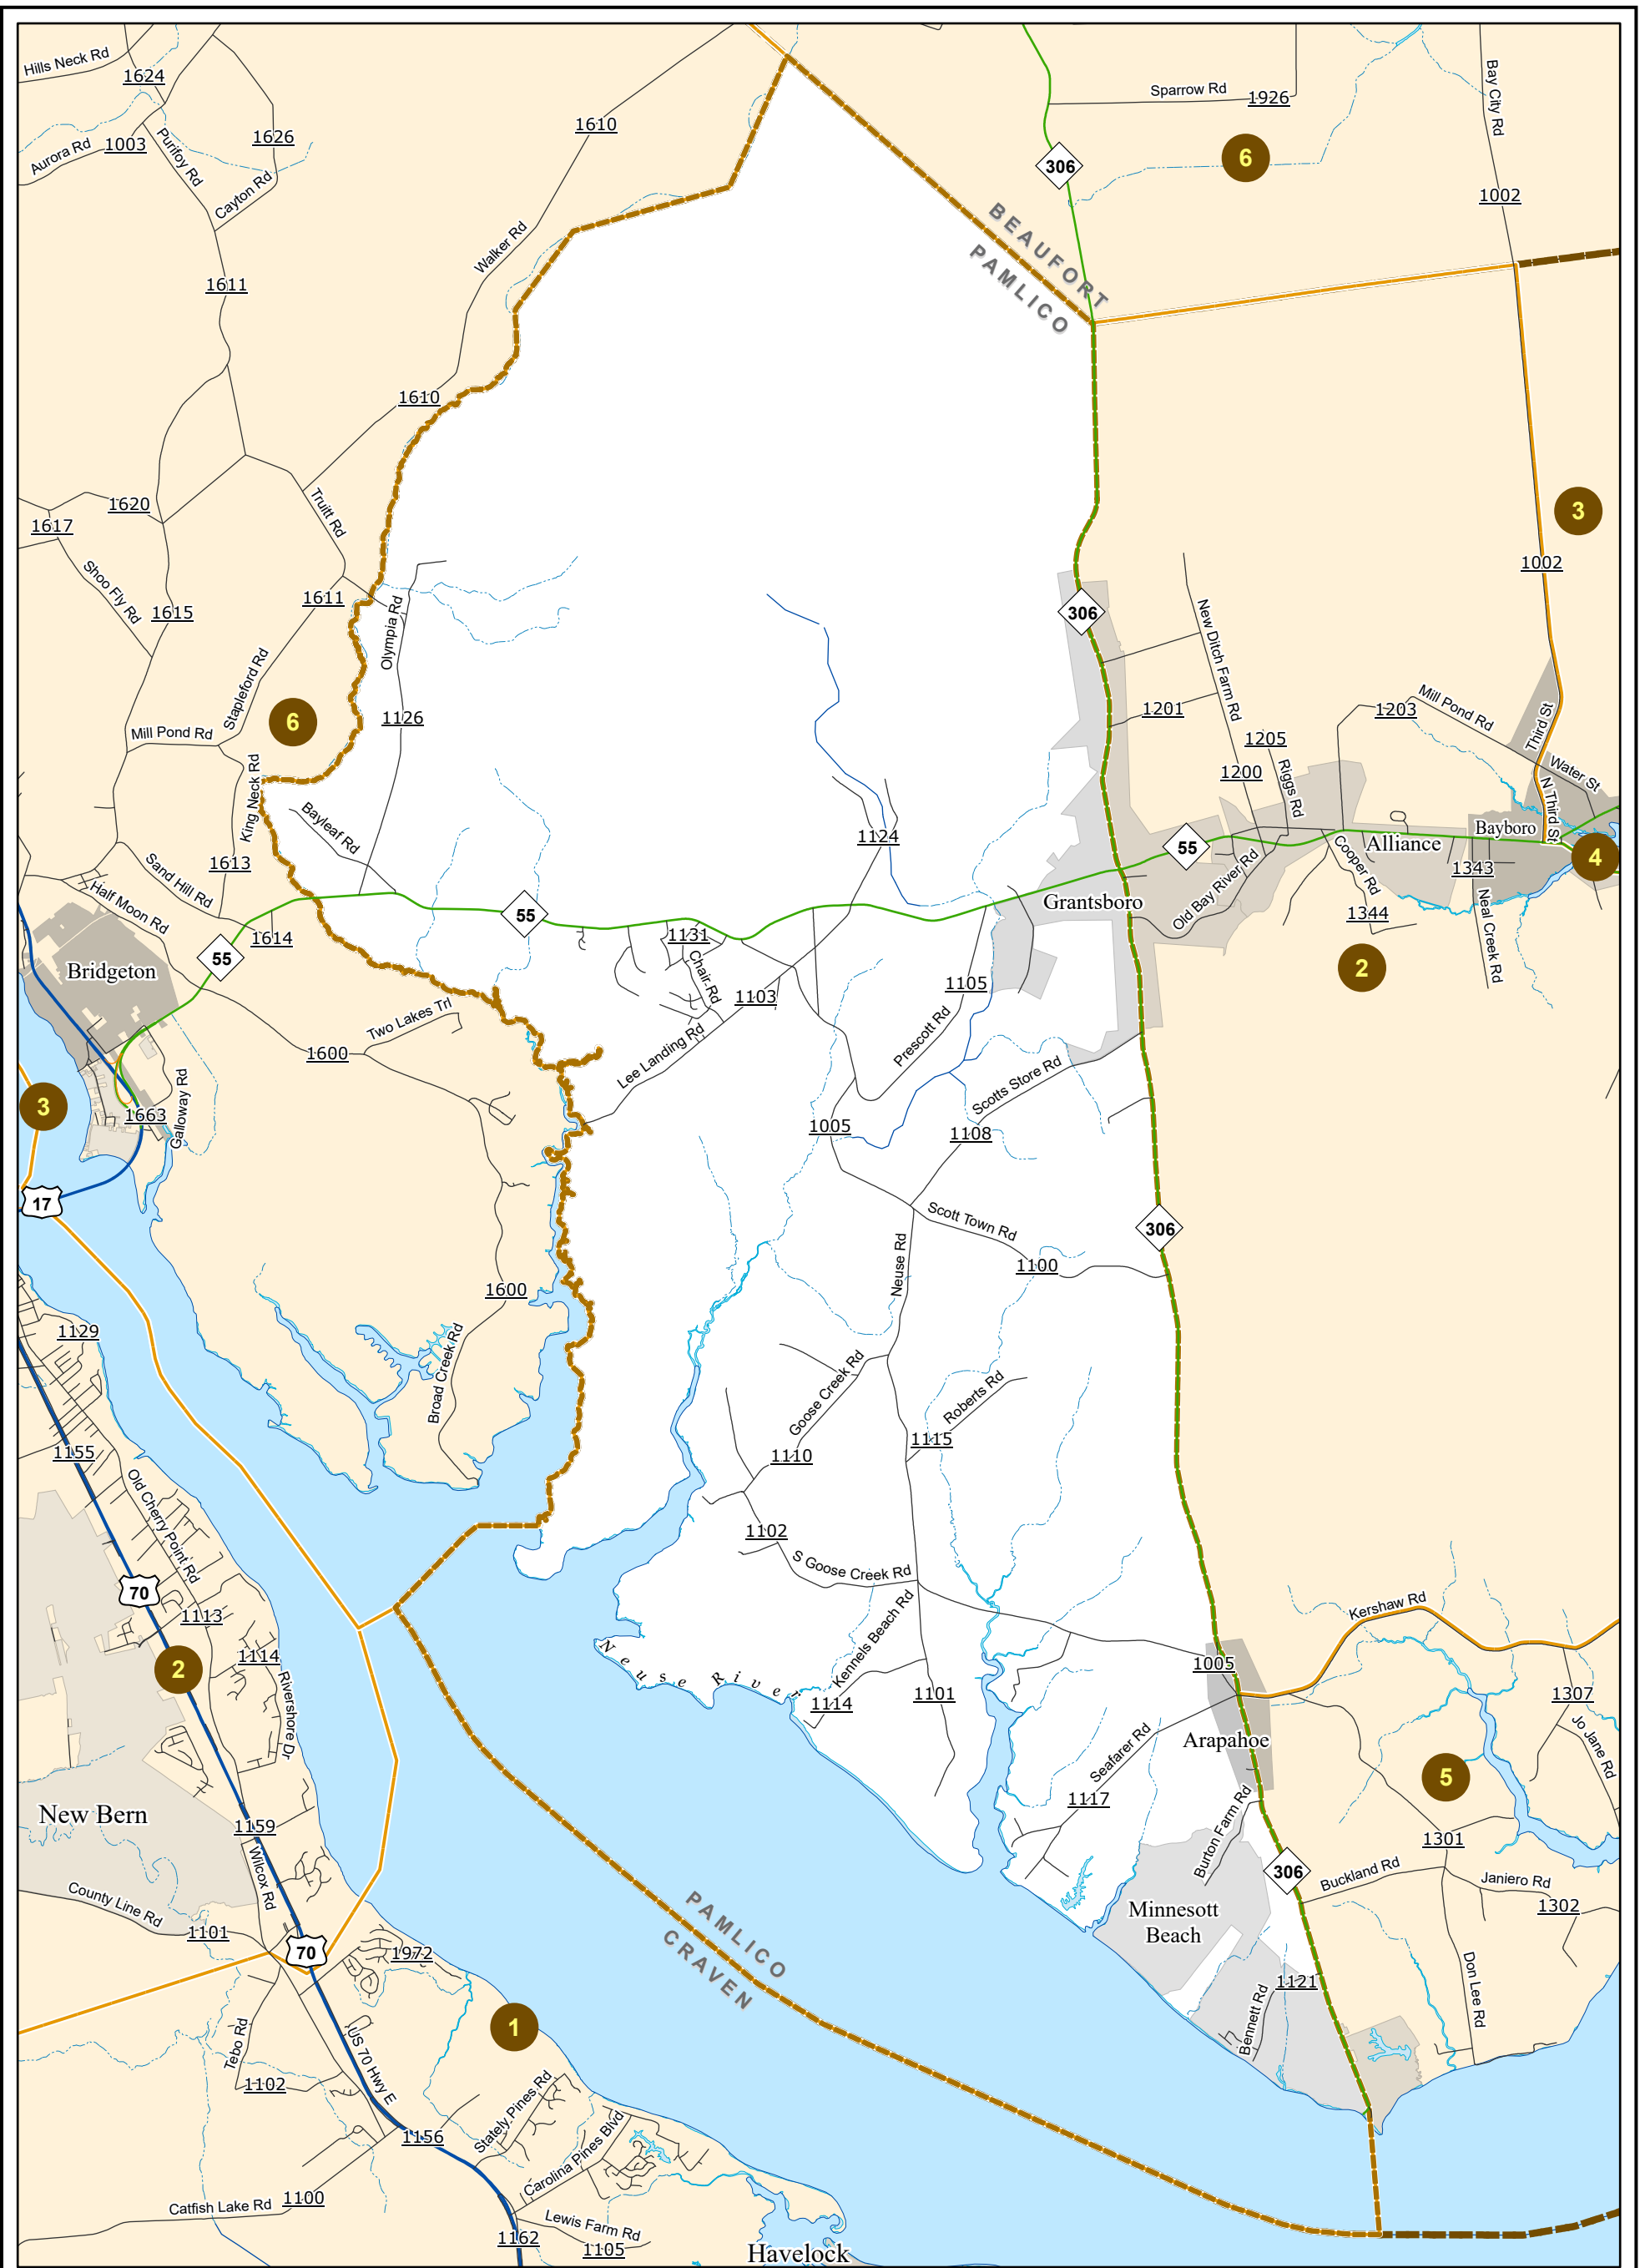 Hills Neck Rd
1624
Aurora Rd
1003
Purifoy Rd
1626
Cayton Rd
1610
Walker Rd
1611
1610
306
Sparrow Rd
1926
6
Bay City Rd
1002
BEAUFORT
PAMLICO
1620
1617
Shoo Fly Rd
1615
Truitt Rd
1611
Stapleford Rd
6
Mill Pond Rd
King Neck Rd
1613
Olympia Rd
1126
Bayleaf Rd
Sand Hill Rd
Half Moon Rd
1614
55
Bridgeton
55
1131
Chair Rd
1103
Lee Landing Rd
1124
1105
Prescott Rd
Grantsboro
306
3
1002
New Ditch Farm Rd
1201
1205
1200
Riggs Rd
1203
Mill Pond Rd
Third St
Water St
N Third St
55
Alliance
Bayboro
4
Old Bay River Rd
Cooper Rd
1344
1343
Neal Creek Rd
2
Two Lakes Trl
1600
3
1663
Galloway Rd
17
1005
Scotts Store Rd
1108
Scott Town Rd
1100
306
Neuse Rd
1600
Broad Creek Rd
1129
1155
Old Cherry Point Rd
70
1113
2
1114
Rivershore Dr
Goose Creek Rd
1110
Roberts Rd
1115
1102
S Goose Creek Rd
Kennels Beach Rd
1114
1101
Neuse River
Kershaw Rd
1005
Arapahoe
1307
Jo Jane Rd
5
Seafarer Rd
1117
Burton Farm Rd
306
1301
Buckland Rd
Janiero Rd
1302
Don Lee Rd
Minnesott
Beach
1121
Bennett Rd
New Bern
1159
Wilcox Rd
County Line Rd
1101
70
1972
PAMLICO
CRAVEN
1
Tebo Rd
1102
US 70 Hwy E
1156
Stately Pines Rd
Carolina Pines Blvd
Catfish Lake Rd
1100
1162
Lewis Farm Rd
1105
Havelock